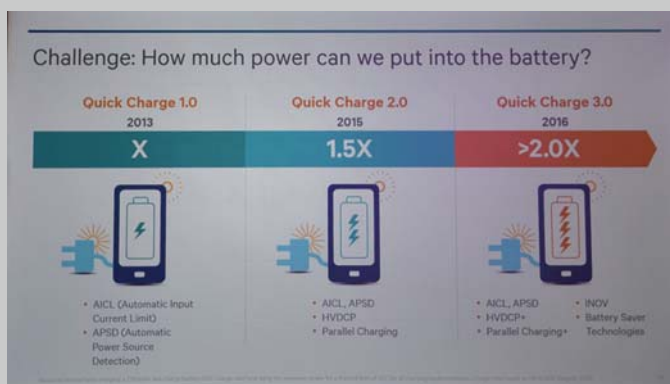 Challenge: How much power can we put into the battery?
Quick Charge 1.0
2013
X
• AICL (Automatic Input
Current Limit)
• APSD (Automatic
Power Source
Detection)
Quick Charge 2.0
2015
1.5X
• AICL, APSD
• HVDCP
• Parallel Charging
Quick Charge 3.0
2016
>2.0X
• AICL, APSD
• HVDCP+
• Parallel Charging+
• INOV
• Battery Saver
Technologies